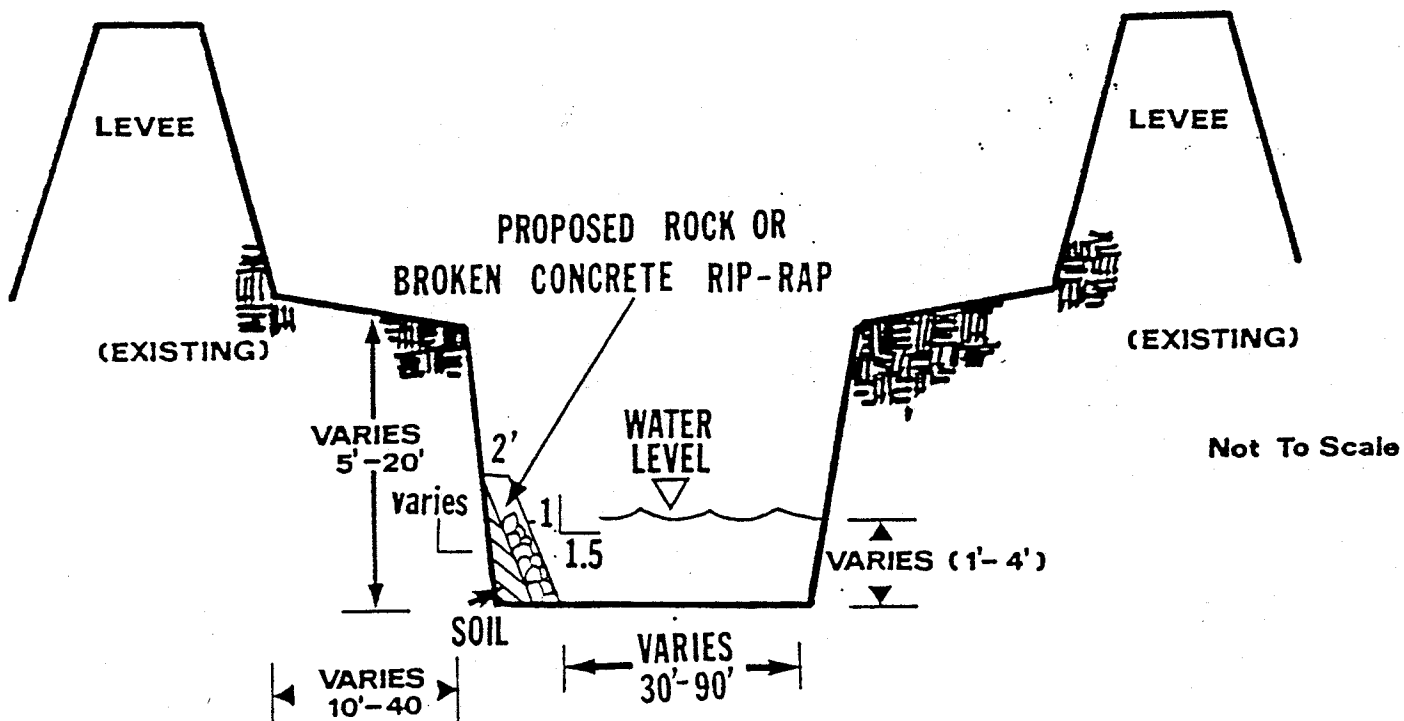 LEVEE
LEVEE
PROPOSED ROCK OR
BROKEN CONCRETE RIP-RAP
(EXISTING)
(EXISTING)
VARIES
5'-20'
2'
WATER
LEVEL
Not To Scale
varies
1
1.5
VARIES (1'-4')
SOIL
VARIES
30'-90'
VARIES
10'-40